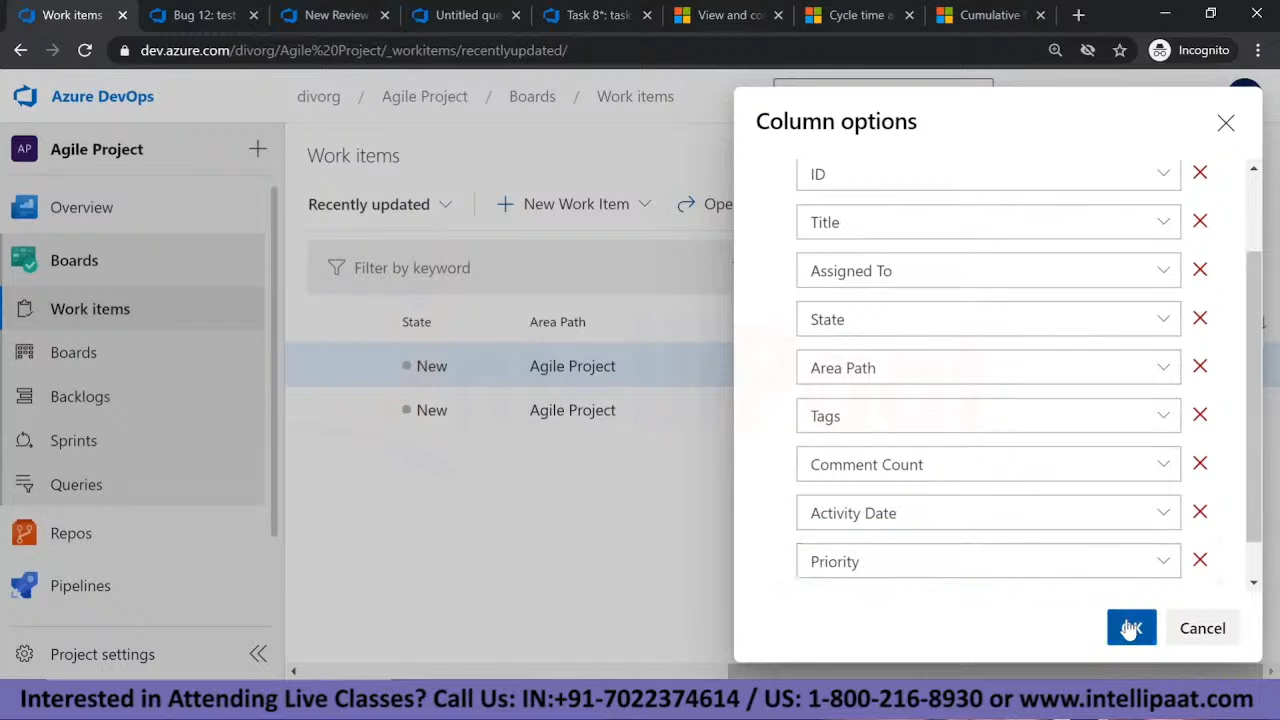 Work items
Bug 12: test
New Review
Untitled que
Task 8*: task
View and co
Cycle time a
Cumulative
dev.azure.com/divorg/Agile%20Project/_workitems/recentlyupdated/
Incognito
Azure DevOps
divorg / Agile Project / Boards / Work items
AP Agile Project
Overview
Boards
Work items
Boards
Backlogs
Sprints
Queries
Repos
Pipelines
Project settings
Work items
Recently updated
New Work Item
Ope
Filter by keyword
State Area Path
New Agile Project
New Agile Project
Column options
ID
Title
Assigned To
State
Area Path
Tags
Comment Count
Activity Date
Priority
Cancel
Interested in Attending Live Classes? Call Us: IN:+91-7022374614 / US: 1-800-216-8930 or www.intellipaat.com